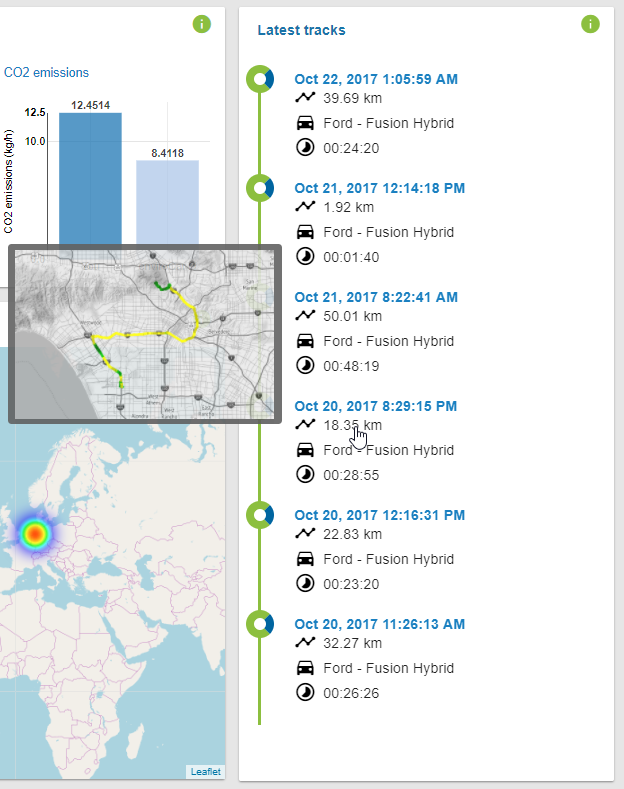 CO2 emissions
12.4514
12.5
10.0
8.4118
CO2 emissions (kg/h)
Leaflet
Latest tracks
Oct 22, 2017 1:05:59 AM
39.69 km
Ford - Fusion Hybrid
00:24:20
Oct 21, 2017 12:14:18 PM
1.92 km
Ford - Fusion Hybrid
00:01:40
Oct 21, 2017 8:22:41 AM
50.01 km
Ford - Fusion Hybrid
00:48:19
Oct 20, 2017 8:29:15 PM
18.35 km
Ford - Fusion Hybrid
00:28:55
Oct 20, 2017 12:16:31 PM
22.83 km
Ford - Fusion Hybrid
00:23:20
Oct 20, 2017 11:26:13 AM
32.27 km
Ford - Fusion Hybrid
00:26:26